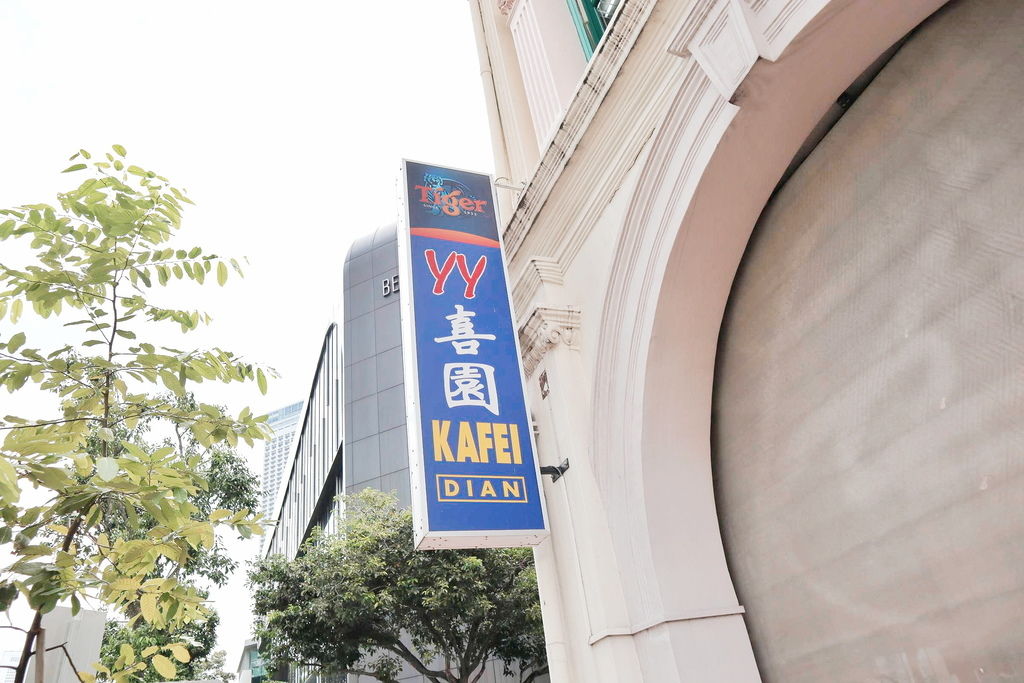 Tiger
YY
喜
園
KAFEI
DIAN
BE